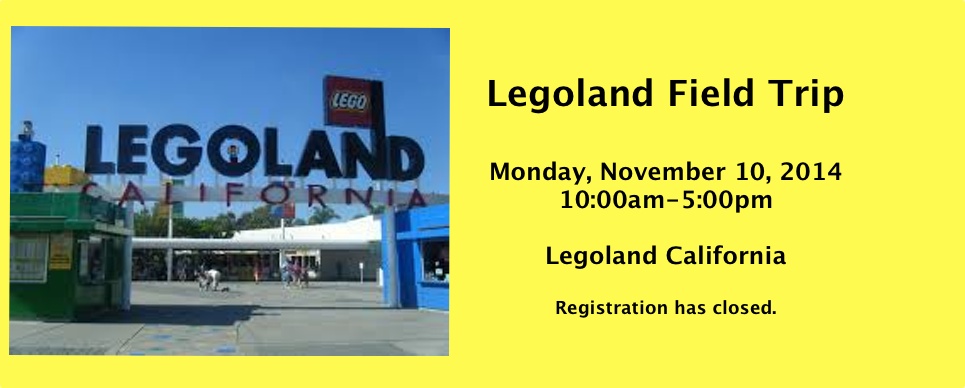 LEGO
LEGOLAND
CALIFORNIA
Legoland Field Trip
Monday, November 10, 2014
10:00am-5:00pm
Legoland California
Registration has closed.